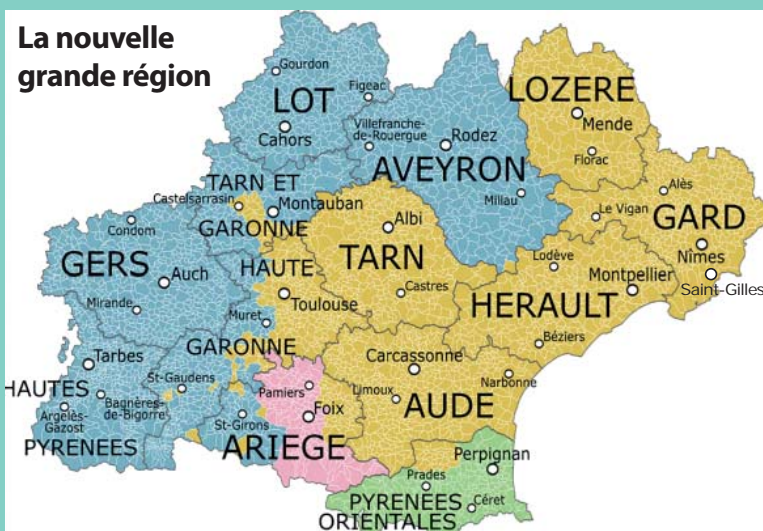 La nouvelle
grande région
Gourdon
Figeac
LOT
Cahors
Villefranche-
de-Rouergue
Rodez
AVEYRON
Millau
LOZERE
Mende
Florac
TARN ET
Castelsarrasin
Montauban
GARONNE
Condom
GERS
Auch
Mirande
Albi
TARN
Castres
HAUTE
Toulouse
Muret
GARONNE
Alès
Le Vigan
GARD
Nîmes
Saint-Gilles
Lodève
Montpellier
HERAULT
Béziers
Tarbes
HAUTES
Argelès-
Gazost
Bagnères-
de-Bigorre
PYRENEES
St-Gaudens
St-Girons
Pamiers
Foix
ARIEGE
Carcassonne
Limoux
Narbonne
AUDE
Perpignan
Prades
PYRENEES
Céret
ORIENTALES